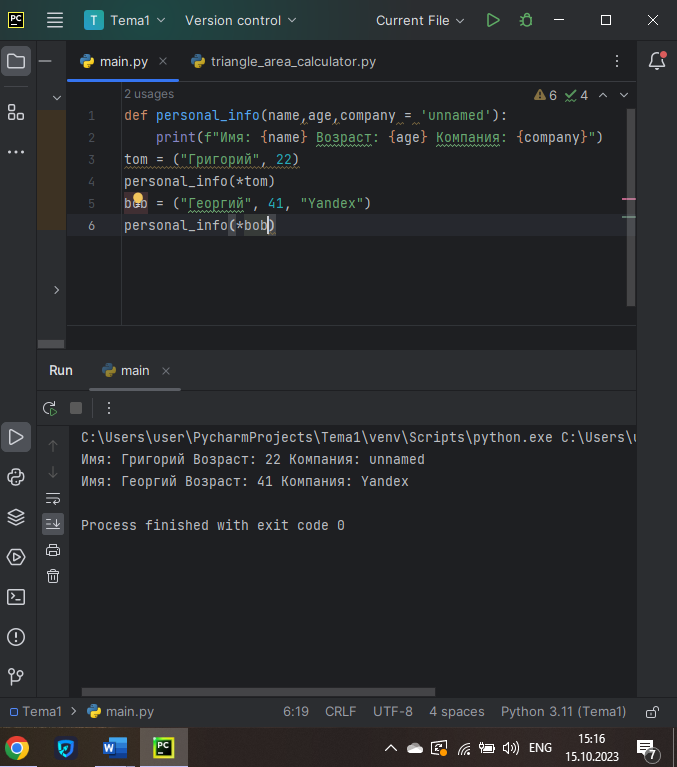 PC T Tema1 Version control Current File
main.py triangle_area_calculator.py
2 usages 6 4
1 def personal_info(name,age,company = 'unnamed'):
2 print(f"Имя: {name} Возраст: {age} Компания: {company}")
3 tom = ("Григорий", 22)
4 personal_info(*tom)
5 bob = ("Георгий", 41, "Yandex")
6 personal_info(*bob)
Run main
C:\Users\user\PycharmProjects\Tema1\venv\Scripts\python.exe C:\Users\u
Имя: Григорий Возраст: 22 Компания: unnamed
Имя: Георгий Возраст: 41 Компания: Yandex
Process finished with exit code 0
Tema1 main.py 6:19 CRLF UTF-8 4 spaces Python 3.11 (Tema1)
W PC ENG 15:16 7
15.10.2023